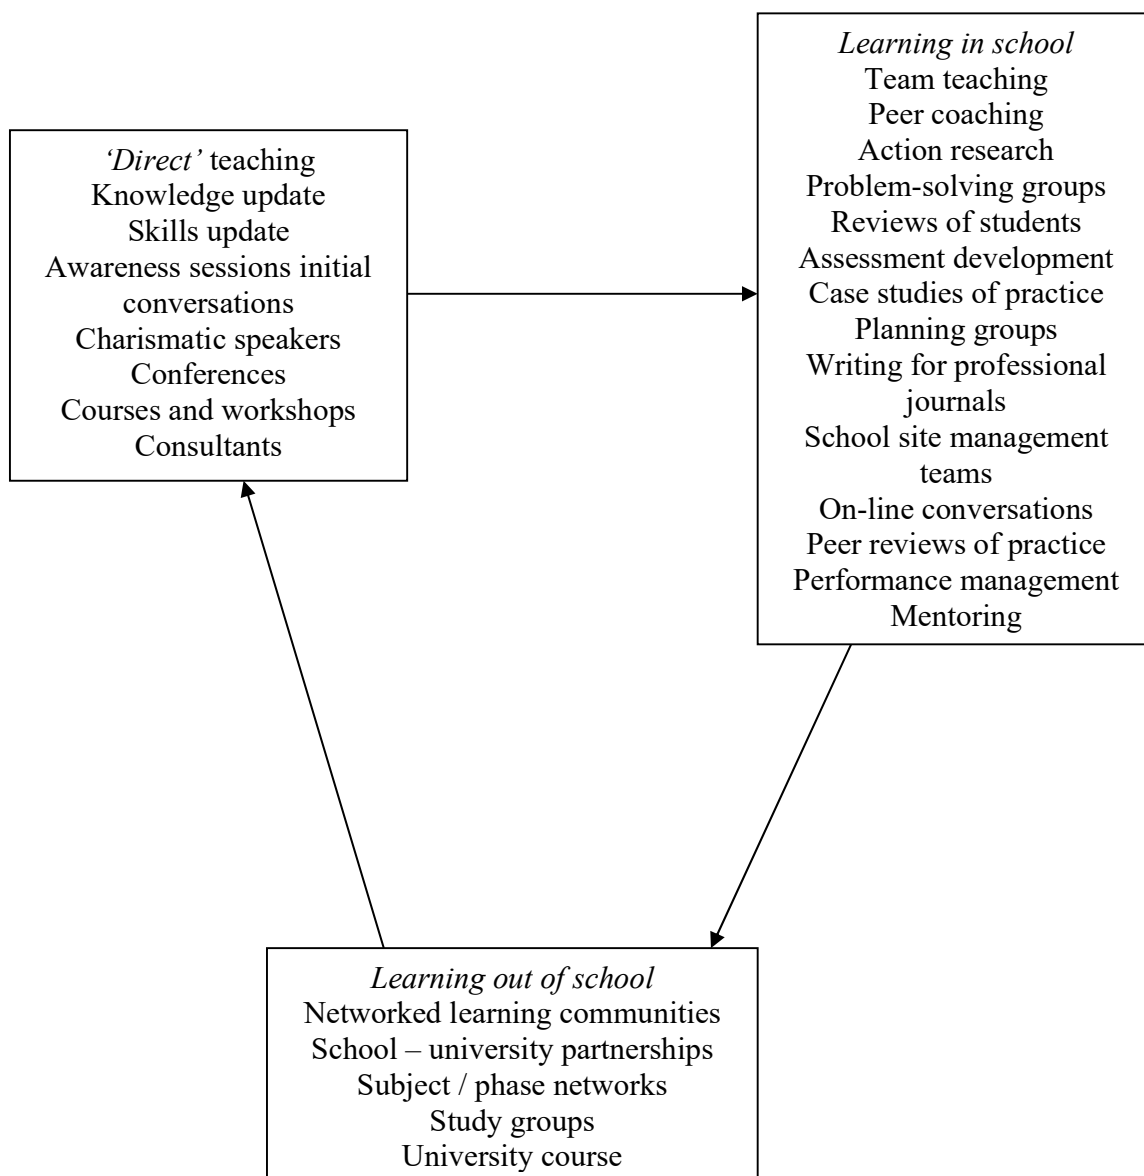 ‘Direct’ teaching
Knowledge update
Skills update
Awareness sessions initial
conversations
Charismatic speakers
Conferences
Courses and workshops
Consultants
Learning in school
Team teaching
Peer coaching
Action research
Problem-solving groups
Reviews of students
Assessment development
Case studies of practice
Planning groups
Writing for professional
journals
School site management
teams
On-line conversations
Peer reviews of practice
Performance management
Mentoring
Learning out of school
Networked learning communities
School – university partnerships
Subject / phase networks
Study groups
University course